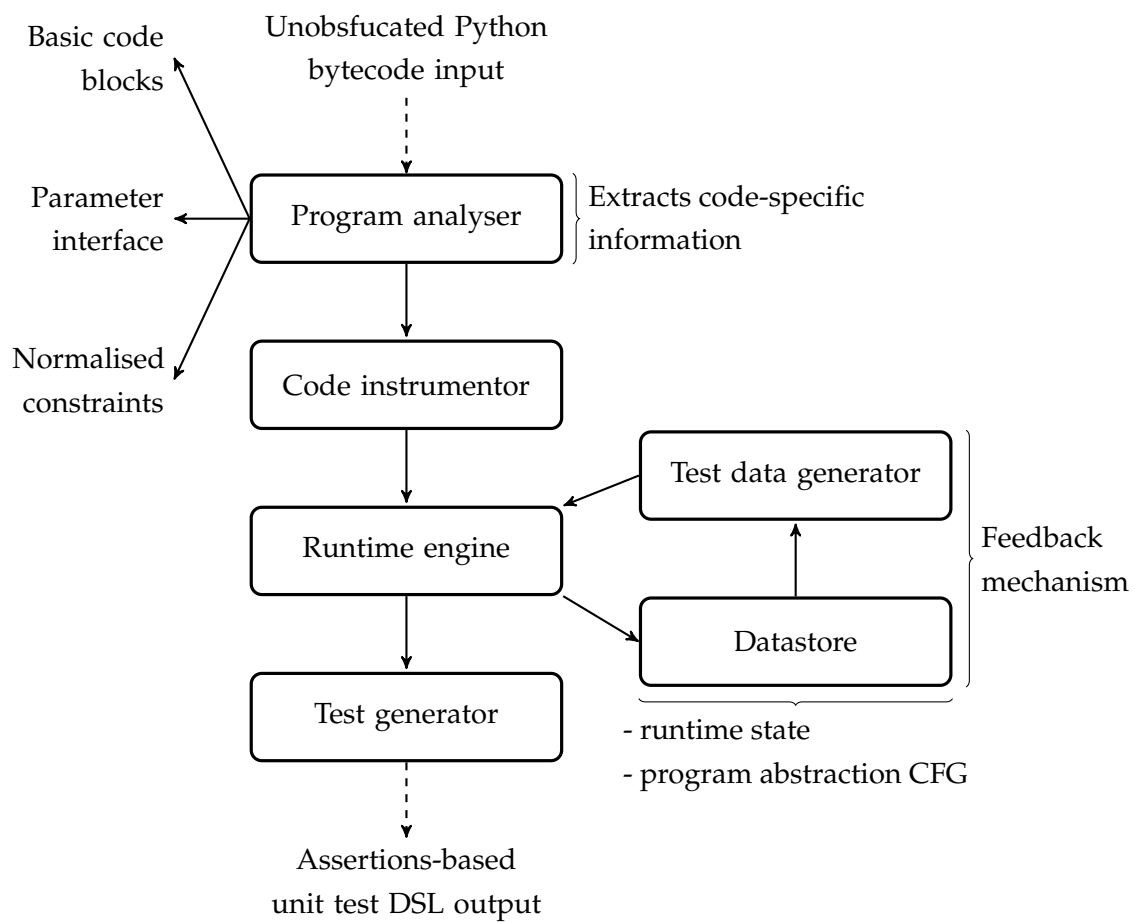 Basic code
blocks
Unobsfucated Python
bytecode input
Parameter
interface
Program analyser
Extracts code-specific
information
Normalised
constraints
Code instrumentor
Test data generator
Runtime engine
Feedback
mechanism
Datastore
Test generator
- runtime state
- program abstraction CFG
Assertions-based
unit test DSL output